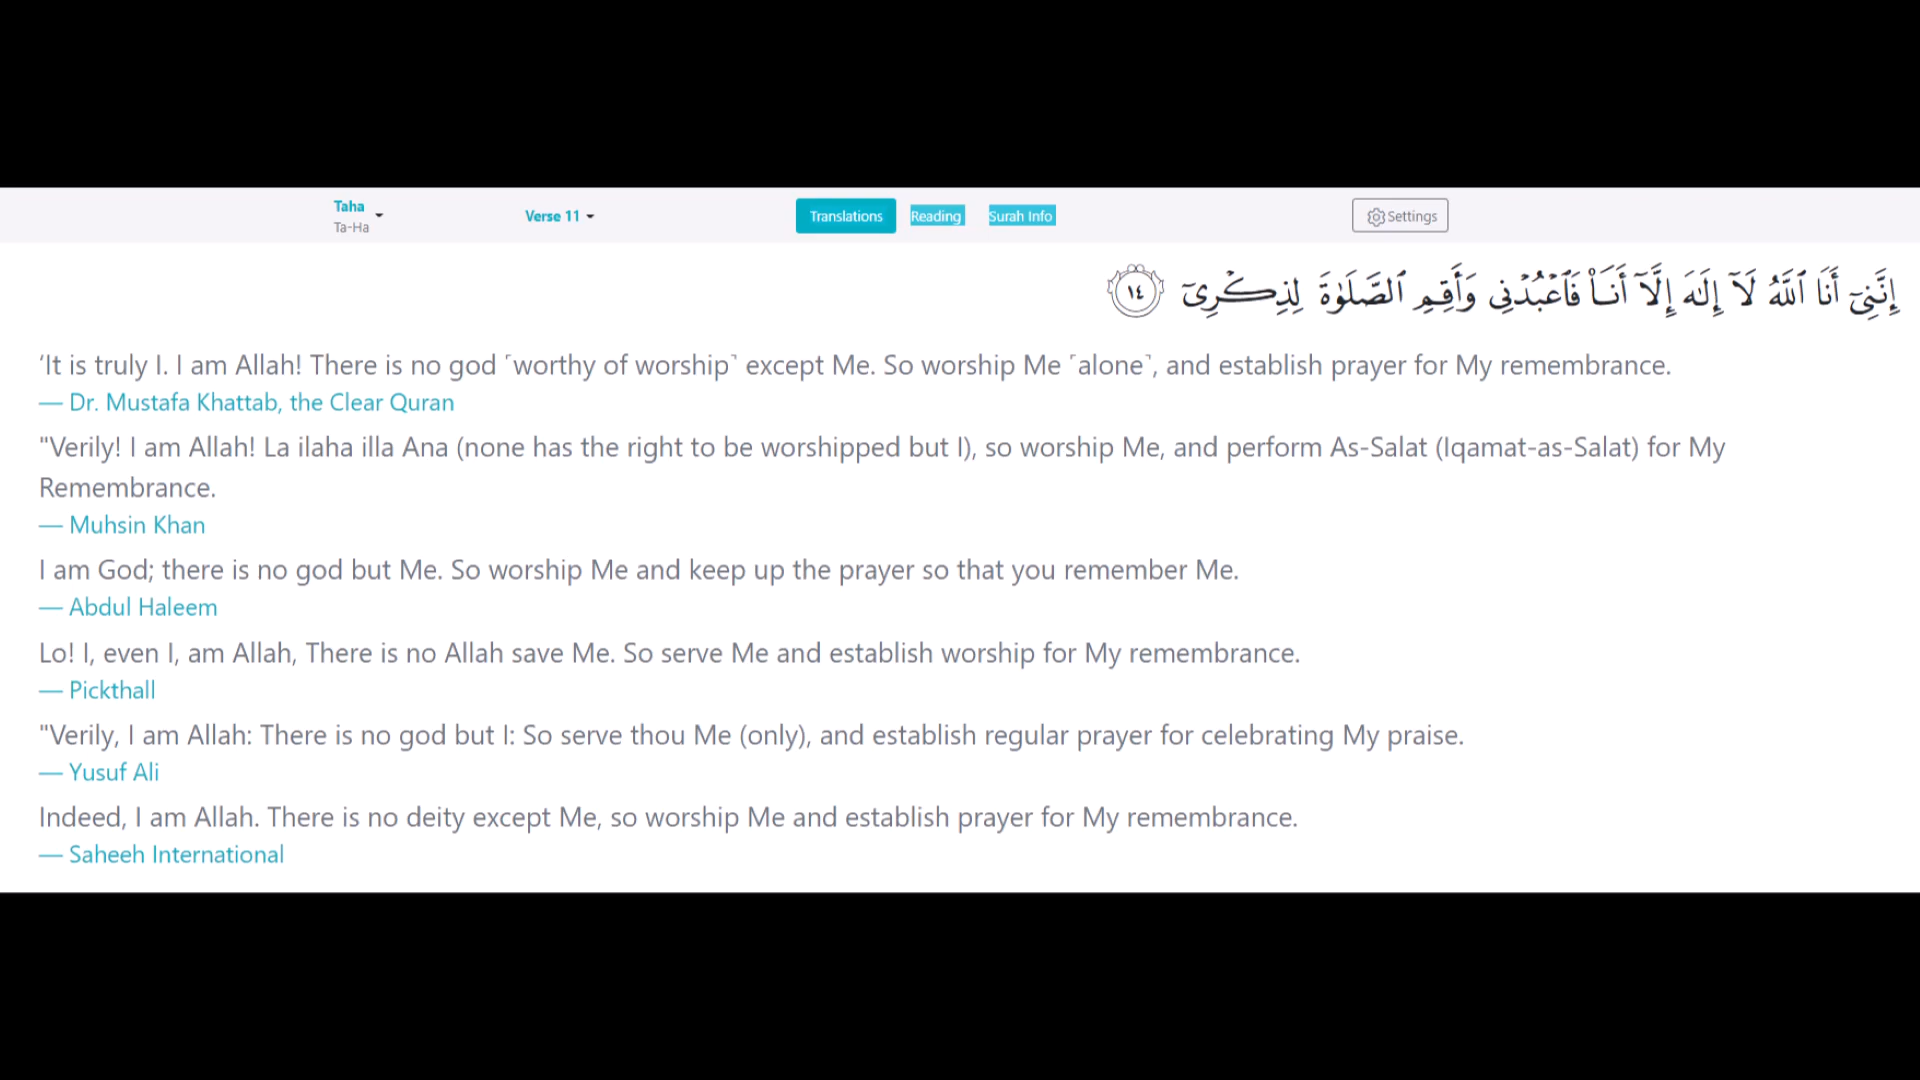 Taha
Ta-Ha
Verse 11
Translations
Reading
Surah Info
Settings
إِنَّنِىٓ أَنَا ٱللَّهُ لَآ إِلَـٰهَ إِلَّآ أَنَا۠ فَٱعْبُدْنِى وَأَقِمِ ٱلصَّلَوٰةَ لِذِكْرِىٓ ١٤
‘It is truly I. I am Allah! There is no god ˹worthy of worship˺ except Me. So worship Me ˹alone˺, and establish prayer for My remembrance.
— Dr. Mustafa Khattab, the Clear Quran
"Verily! I am Allah! La ilaha illa Ana (none has the right to be worshipped but I), so worship Me, and perform As-Salat (Iqamat-as-Salat) for My
Remembrance.
— Muhsin Khan
I am God; there is no god but Me. So worship Me and keep up the prayer so that you remember Me.
— Abdul Haleem
Lo! I, even I, am Allah, There is no Allah save Me. So serve Me and establish worship for My remembrance.
— Pickthall
"Verily, I am Allah: There is no god but I: So serve thou Me (only), and establish regular prayer for celebrating My praise.
— Yusuf Ali
Indeed, I am Allah. There is no deity except Me, so worship Me and establish prayer for My remembrance.
— Saheeh International